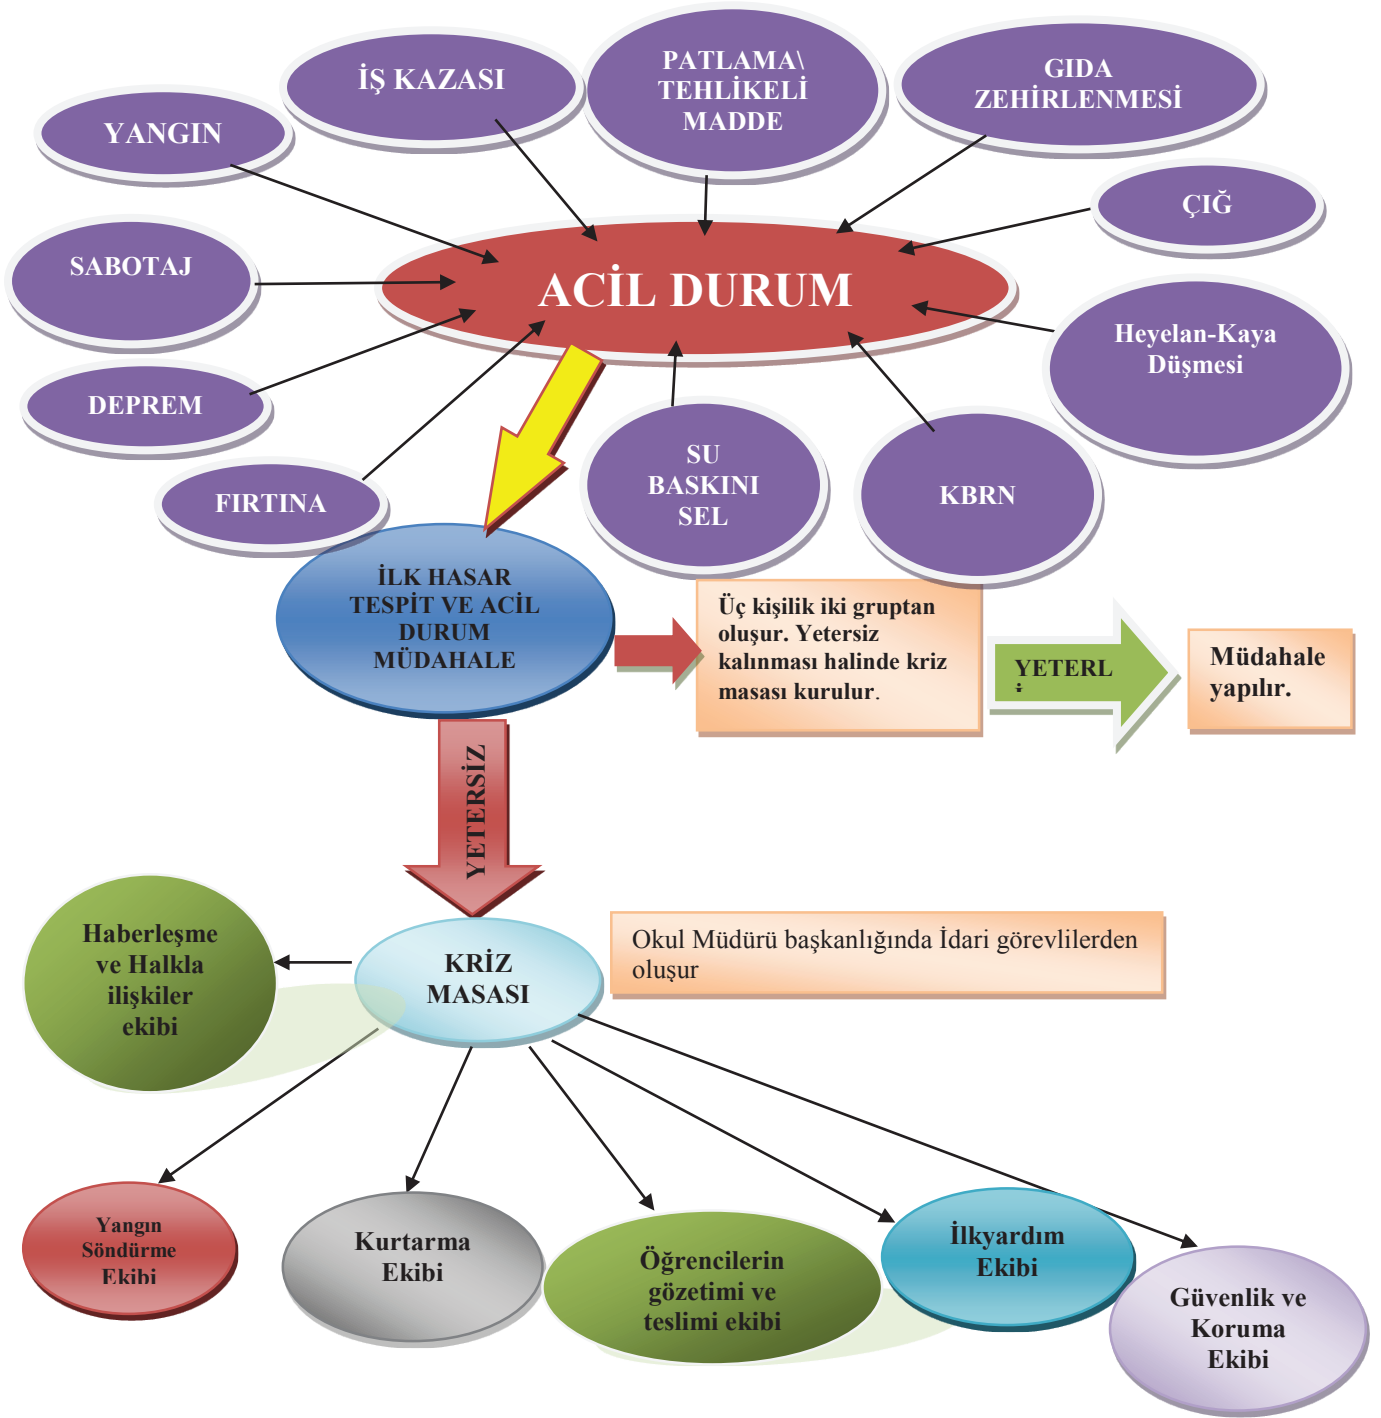 İŞ KAZASI
PATLAMA\
TEHLİKELİ
MADDE
GIDA
ZEHİRLENMESİ
YANGIN
ÇIĞ
SABOTAJ
ACİL DURUM
Heyelan-Kaya
Düşmesi
DEPREM
FIRTINA
SU
BASKINI
SEL
KBRN
İLK HASAR
TESPİT VE ACİL
DURUM
MÜDAHALE
Üç kişilik iki gruptan
oluşur. Yetersiz
kalınması halinde kriz
masası kurulur.
YETERL
İ
Müdahale
yapılır.
YETERSİZ
Haberleşme
ve Halkla
ilişkiler
ekibi
KRİZ
MASASI
Okul Müdürü başkanlığında İdari görevlilerden
oluşur
Yangın
Söndürme
Ekibi
Kurtarma
Ekibi
Öğrencilerin
gözetimi ve
teslimi ekibi
İlkyardım
Ekibi
Güvenlik ve
Koruma
Ekibi